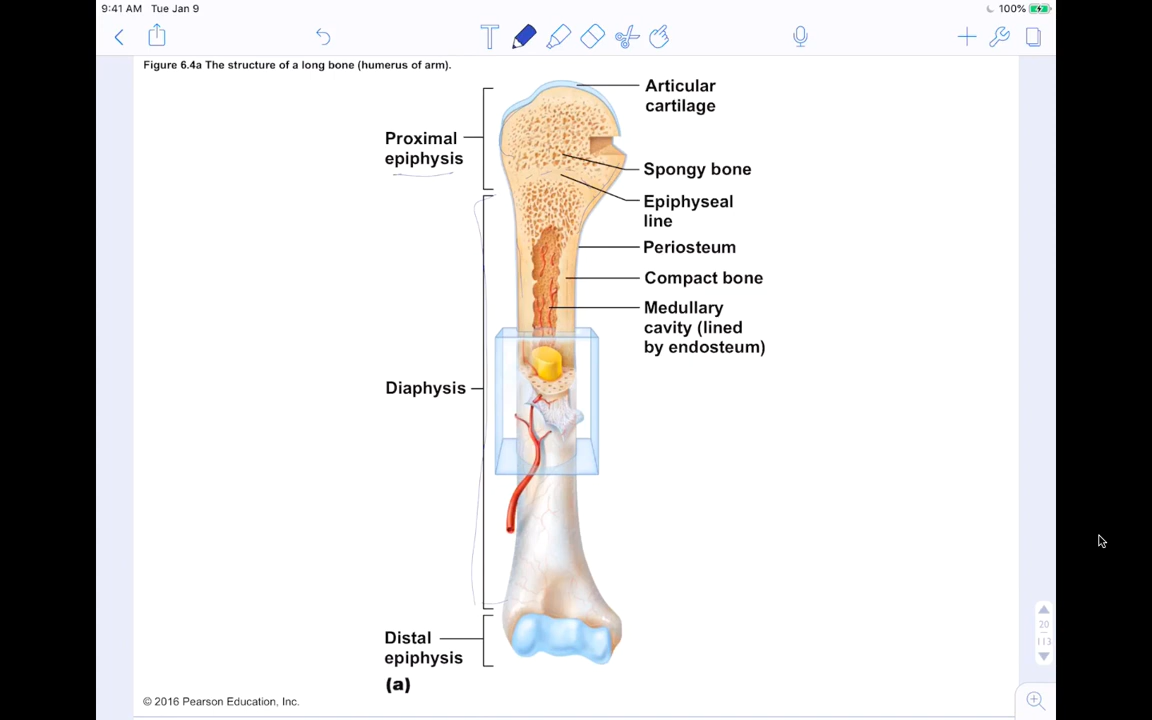 9:41 AM Tue Jan 9
100%
T
Figure 6.4a The structure of a long bone (humerus of arm).
Articular
cartilage
Proximal
epiphysis
Spongy bone
Epiphyseal
line
Periosteum
Compact bone
Medullary
cavity (lined
by endosteum)
Diaphysis
Distal
epiphysis
(a)
20
113
© 2016 Pearson Education, Inc.